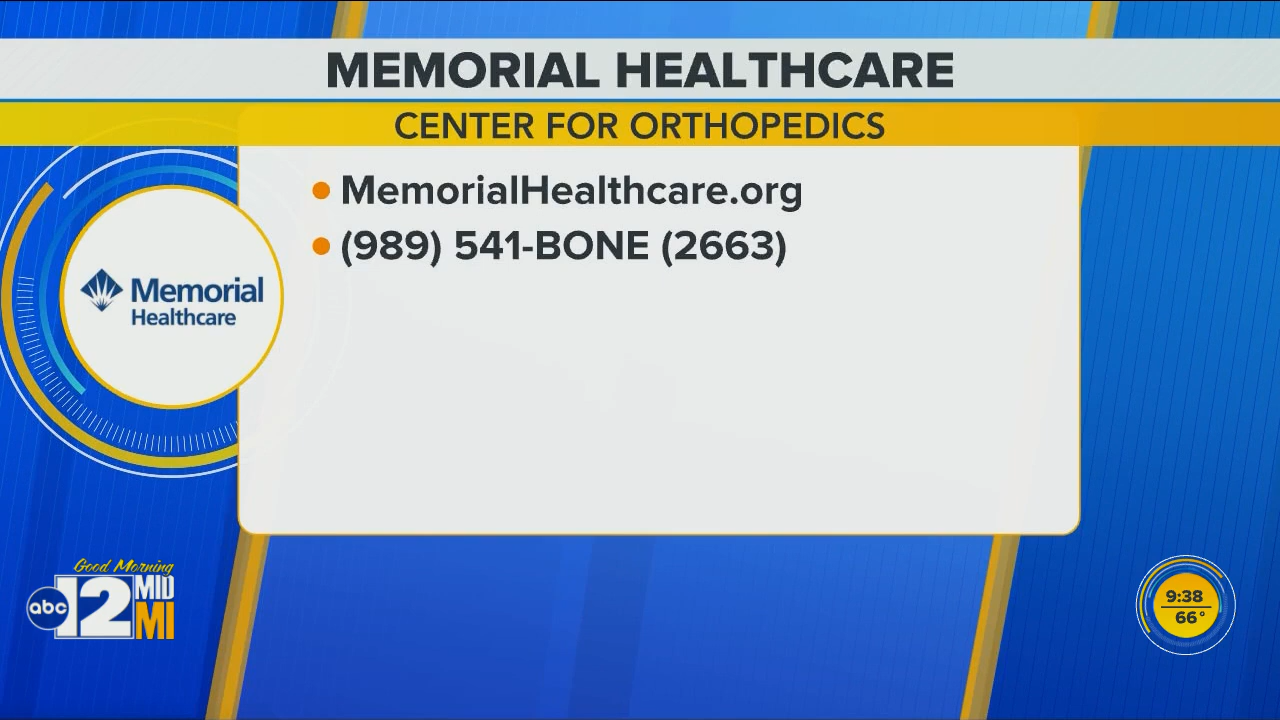 MEMORIAL HEALTHCARE
CENTER FOR ORTHOPEDICS
MemorialHealthcare.org
(989) 541-BONE (2663)
Memorial
Healthcare
Good Morning
abc 12 MID
MI
9:38
66°